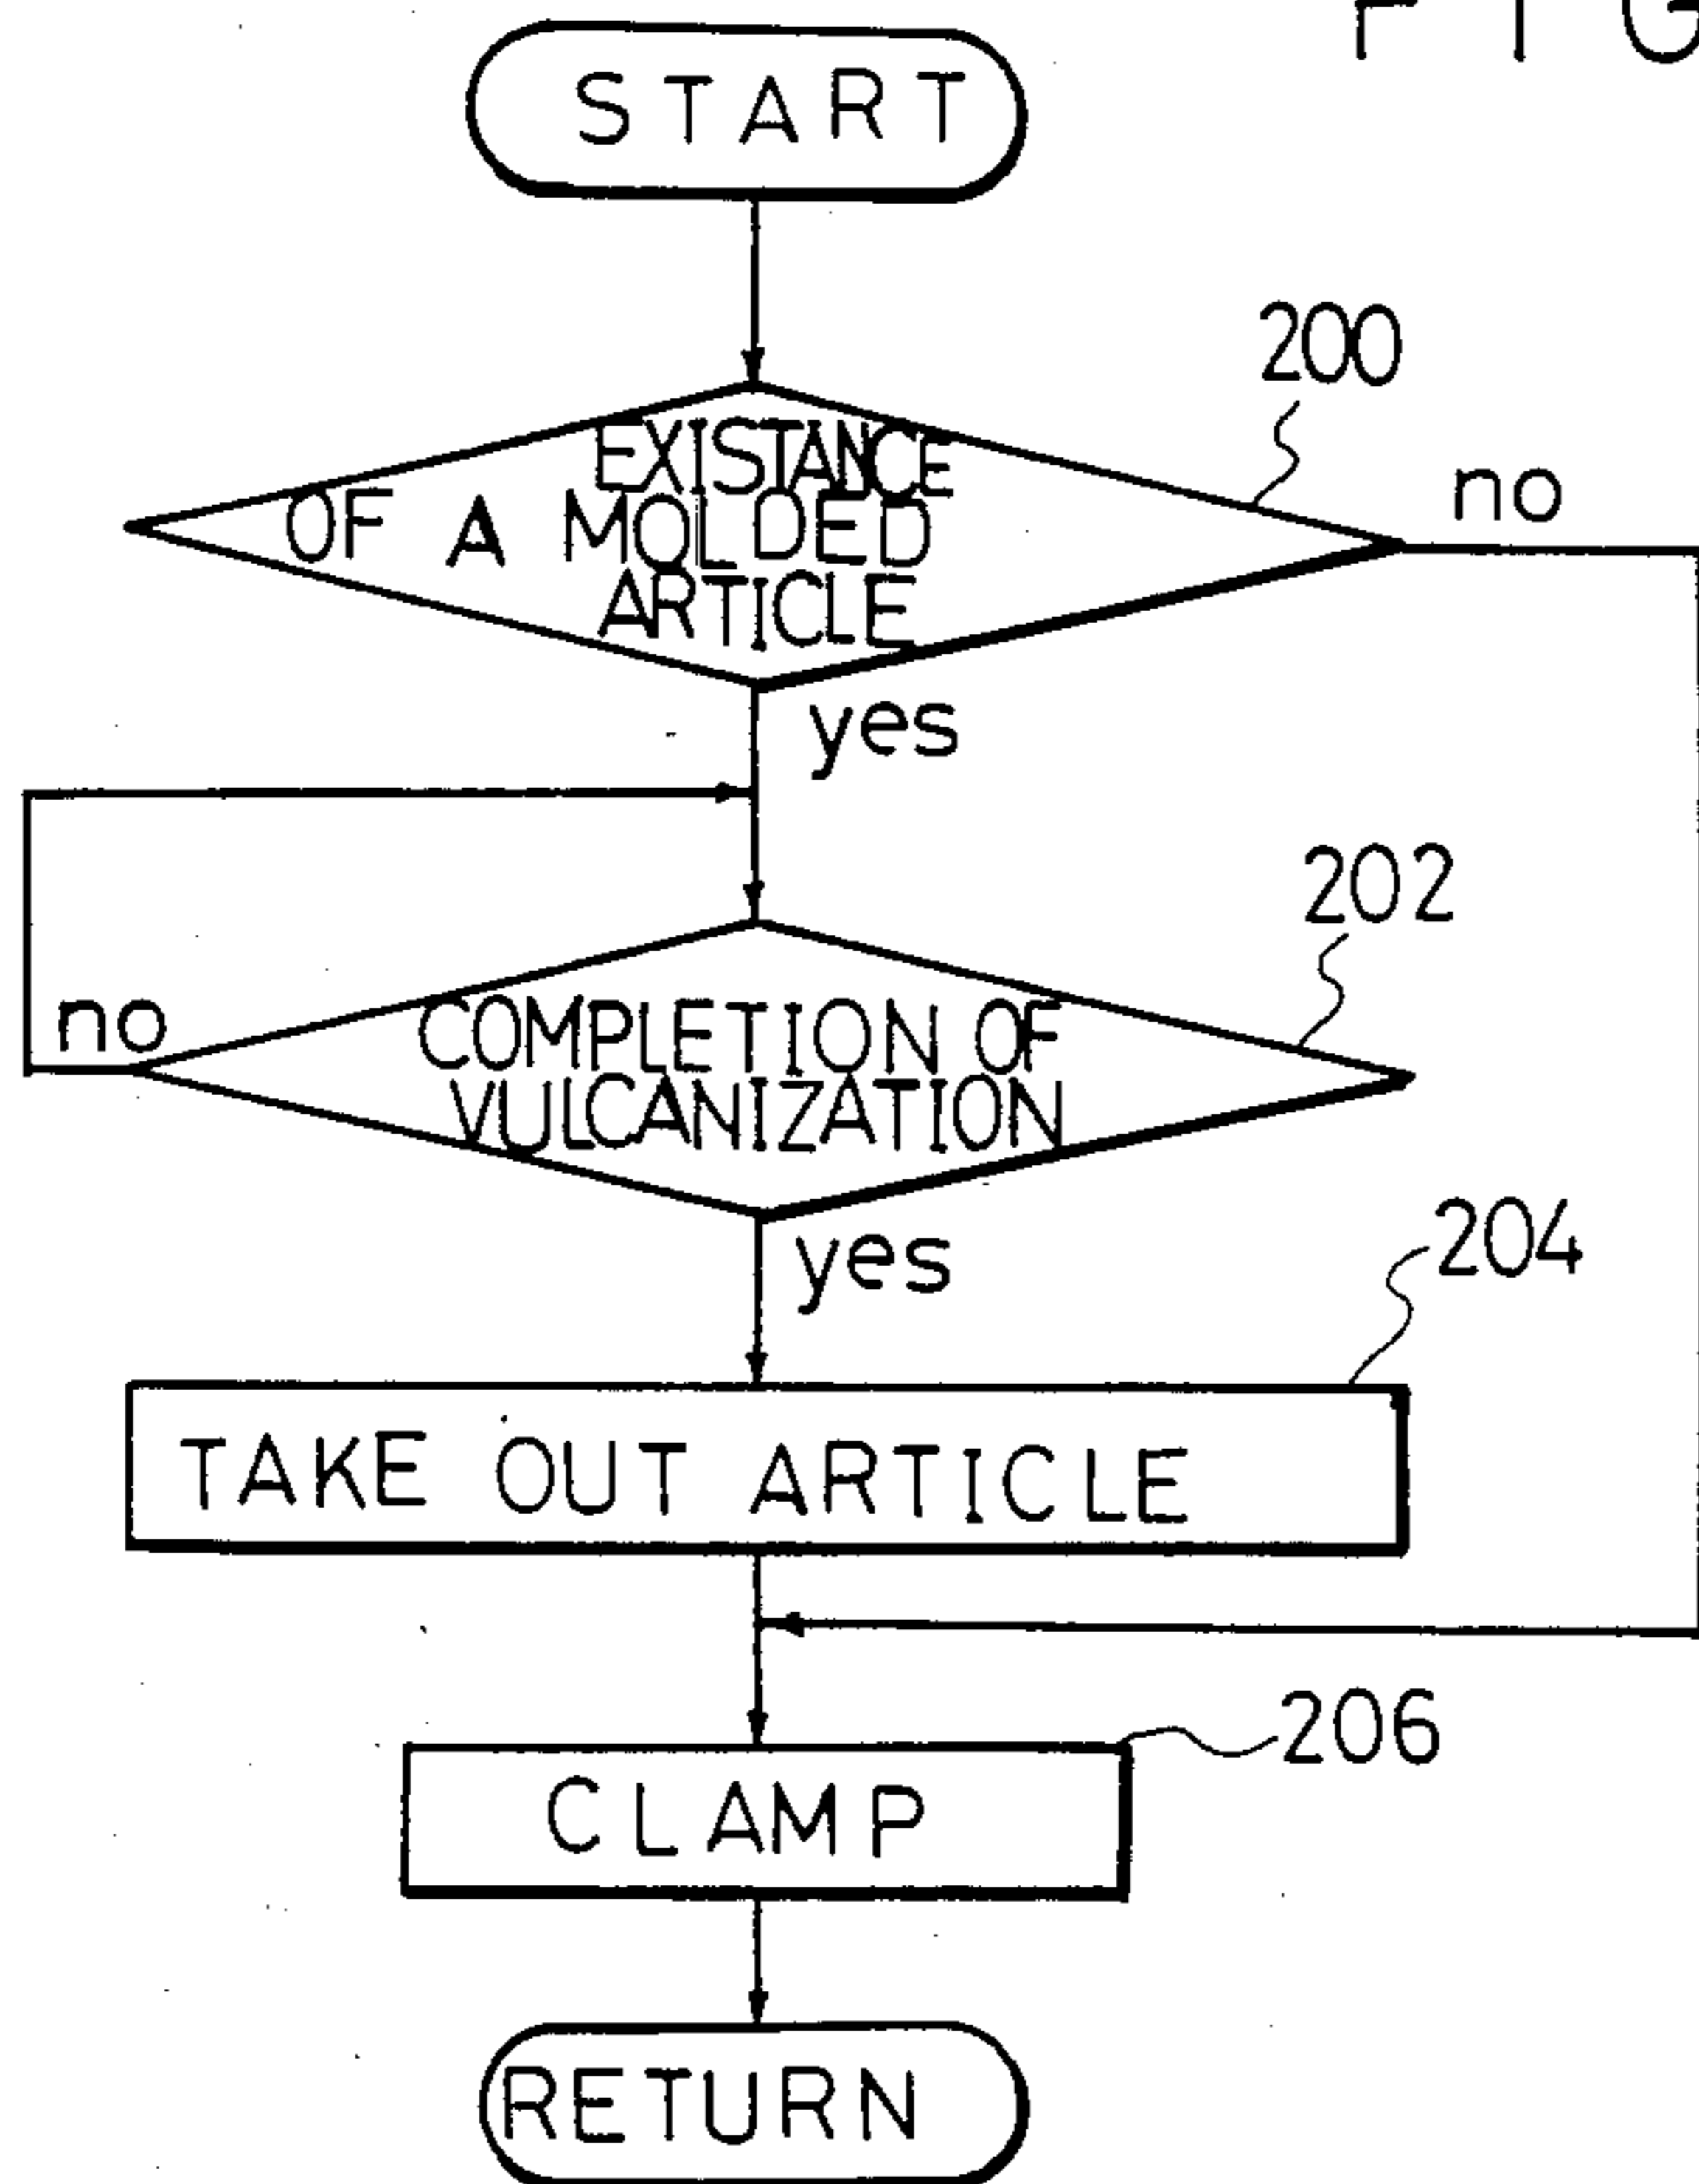 FIG
START
200
EXISTANCE
OF A MOLDED
ARTICLE
no
yes
202
no
COMPLETION OF
VULCANIZATION
yes
204
TAKE OUT ARTICLE
206
CLAMP
RETURN